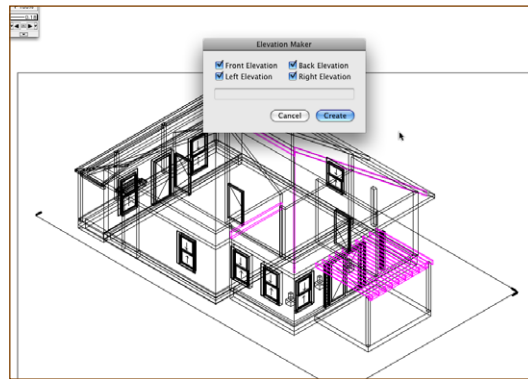 Elevation Maker
Front Elevation Back Elevation
Left Elevation Right Elevation
Cancel Create